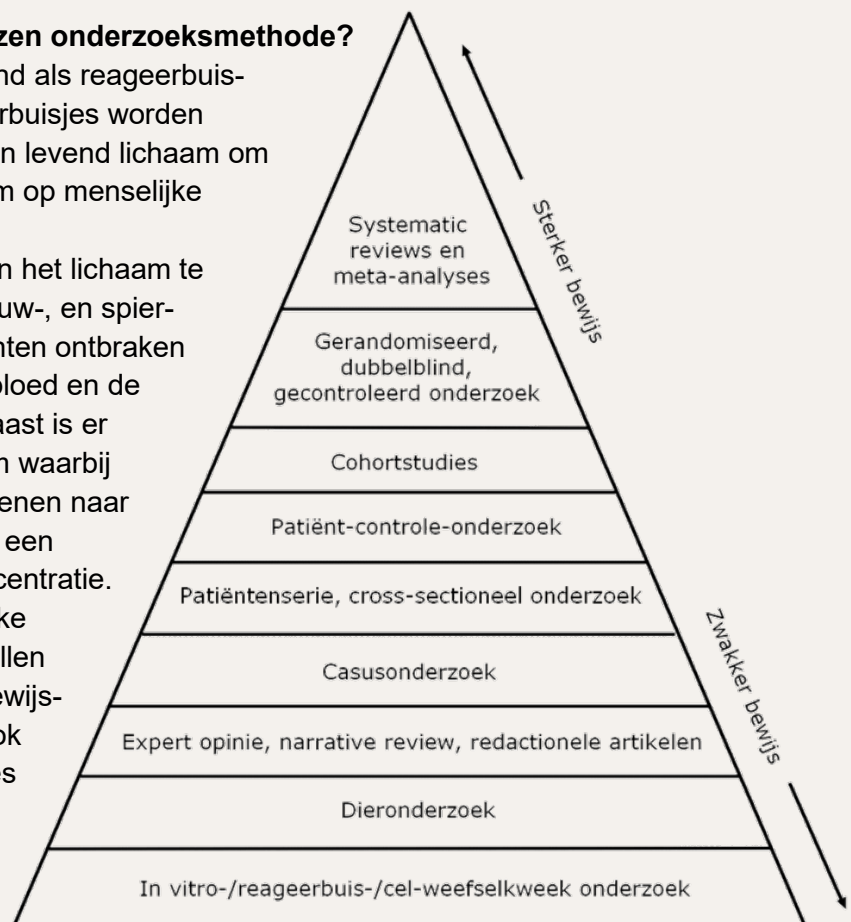 zen onderzoeksmethode?
nd als reageerbuis-
rbuisjes worden
n levend lichaam om
m op menselijke
n het lichaam te
uw-, en spier-
nten ontbraken
bloed en de
aast is er
n waarbij
enen naar
een
centratie.
ke
llen
ewijs-
ok
es
Sterker bewijs
Systematic
reviews en
meta-analyses
Gerandomiseerd,
dubbelblind,
gecontroleerd onderzoek
Cohortstudies
Patiënt-controle-onderzoek
Patiëntenserie, cross-sectioneel onderzoek
Casusonderzoek
Expert opinie, narrative review, redactionele artikelen
Dieronderzoek
In vitro-/reageerbuis-/cel-weefselkweek onderzoek
Zwakker bewijs